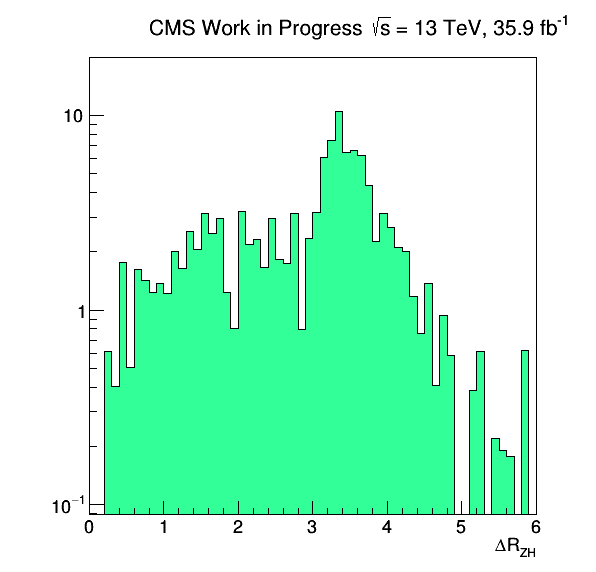 CMS Work in Progress √s = 13 TeV, 35.9 fb⁻¹
10
1
10⁻¹
0 1 2 3 4 5 6
ΔR_ZH